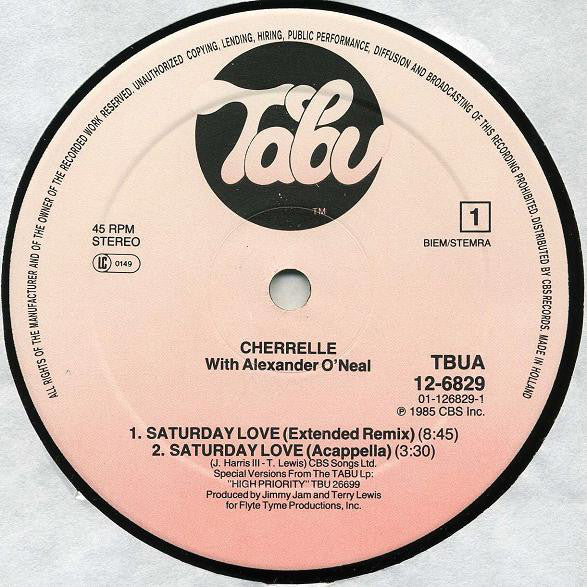 ALL RIGHTS OF THE MANUFACTURER AND OF THE OWNER OF THE RECORDED WORK RESERVED. UNAUTHORIZED COPYING, LENDING, HIRING, PUBLIC PERFORMANCE, DIFFUSION AND BROADCASTING OF THIS RECORDING PROHIBITED. DISTRIBUTED BY CBS RECORDS. MADE IN HOLLAND
Tabu
TM
45 RPM
STEREO
LC 0149
1
BIEM/STEMRA
CHERRELLE
With Alexander O'Neal
TBUA
12-6829
01-126829-1
℗ 1985 CBS Inc.
1. SATURDAY LOVE (Extended Remix) (8:45)
2. SATURDAY LOVE (Acappella) (3:30)
(J. Harris III - T. Lewis) CBS Songs Ltd.
Special Versions From The TABU Lp:
"HIGH PRIORITY" TBU 26699
Produced by Jimmy Jam and Terry Lewis
for Flyte Tyme Productions, Inc.